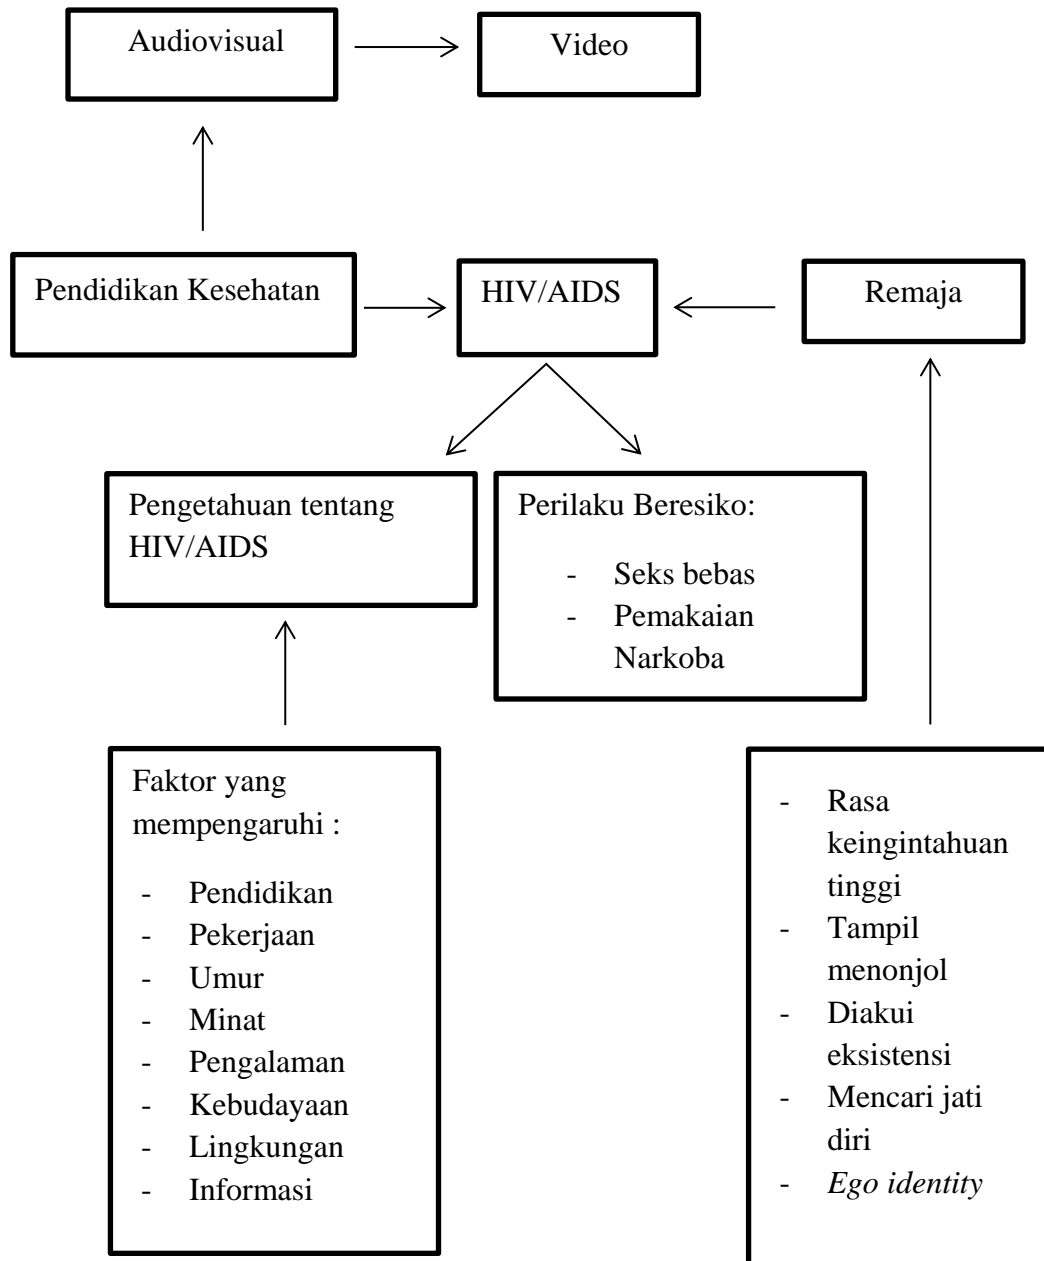 Audiovisual
Video
Pendidikan Kesehatan
HIV/AIDS
Remaja
Pengetahuan tentang
HIV/AIDS
Perilaku Beresiko:
- Seks bebas
- Pemakaian
Narkoba
Faktor yang
mempengaruhi :
- Pendidikan
- Pekerjaan
- Umur
- Minat
- Pengalaman
- Kebudayaan
- Lingkungan
- Informasi
- Rasa
keingintahuan
tinggi
- Tampil
menonjol
- Diakui
eksistensi
- Mencari jati
diri
- Ego identity